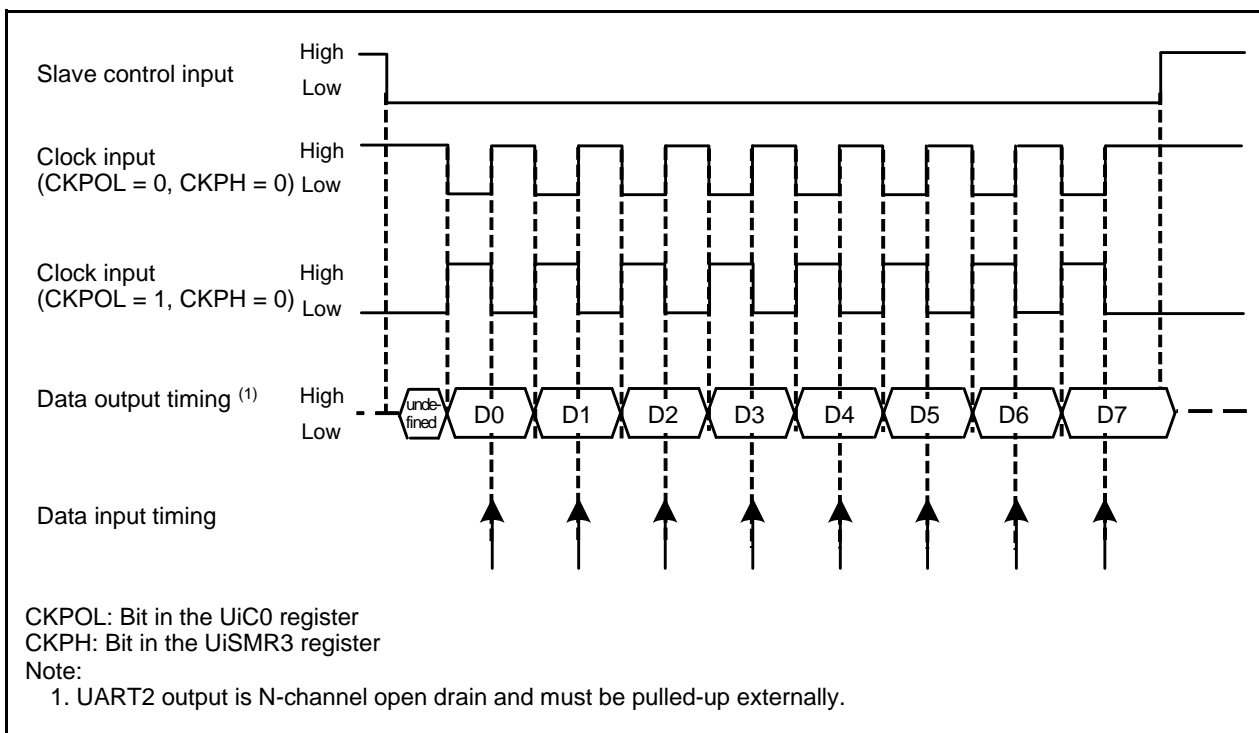 Slave control input
High
Low
Clock input
(CKPOL = 0, CKPH = 0)
High
Low
Clock input
(CKPOL = 1, CKPH = 0)
High
Low
Data output timing (1)
High
Low
unde-
fined
D0 D1 D2 D3 D4 D5 D6 D7
Data input timing
CKPOL: Bit in the UiC0 register
CKPH: Bit in the UiSMR3 register
Note:
1. UART2 output is N-channel open drain and must be pulled-up externally.